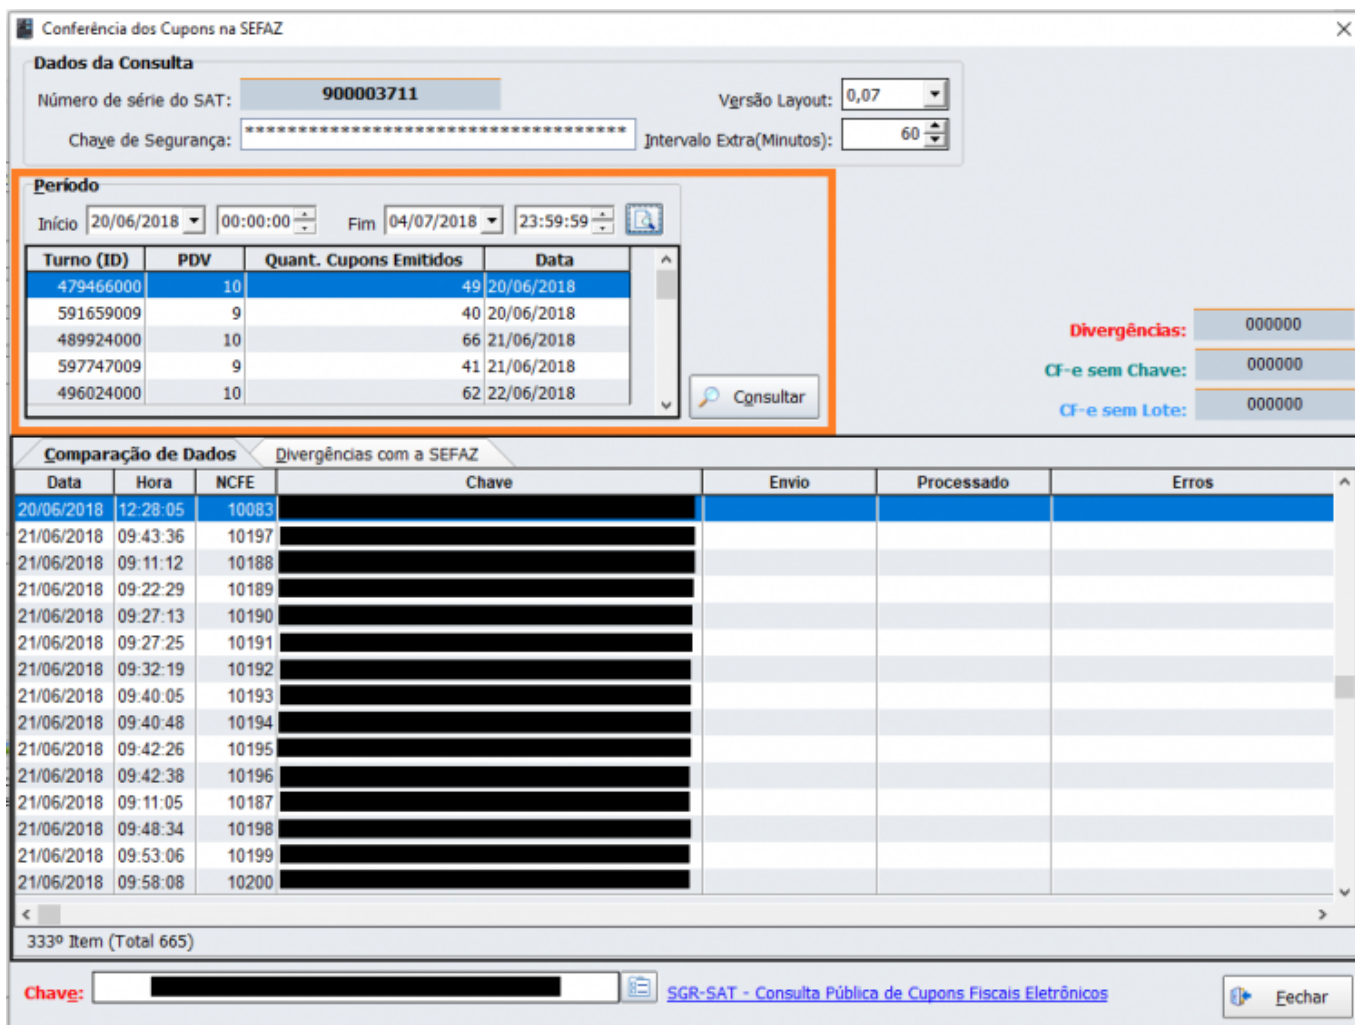 Conferência dos Cupons na SEFAZ
Dados da Consulta
Número de série do SAT: 900003711 Versão Layout: 0,07
Chave de Segurança: ************************************ Intervalo Extra(Minutos): 60
Período
Início 20/06/2018 00:00:00 Fim 04/07/2018 23:59:59
Turno (ID) PDV Quant. Cupons Emitidos Data
479466000 10 49 20/06/2018
591659009 9 40 20/06/2018
489924000 10 66 21/06/2018
597747009 9 41 21/06/2018
496024000 10 62 22/06/2018
Consultar
Divergências: 000000
CF-e sem Chave: 000000
CF-e sem Lote: 000000
Comparação de Dados Divergências com a SEFAZ
Data Hora NCFE Chave Envio Processado Erros
20/06/2018 12:28:05 10083
21/06/2018 09:43:36 10197
21/06/2018 09:11:12 10188
21/06/2018 09:22:29 10189
21/06/2018 09:27:13 10190
21/06/2018 09:27:25 10191
21/06/2018 09:32:19 10192
21/06/2018 09:40:05 10193
21/06/2018 09:40:48 10194
21/06/2018 09:42:26 10195
21/06/2018 09:42:38 10196
21/06/2018 09:11:05 10187
21/06/2018 09:48:34 10198
21/06/2018 09:53:06 10199
21/06/2018 09:58:08 10200
333º Item (Total 665)
Chave: SGR-SAT - Consulta Pública de Cupons Fiscais Eletrônicos Fechar